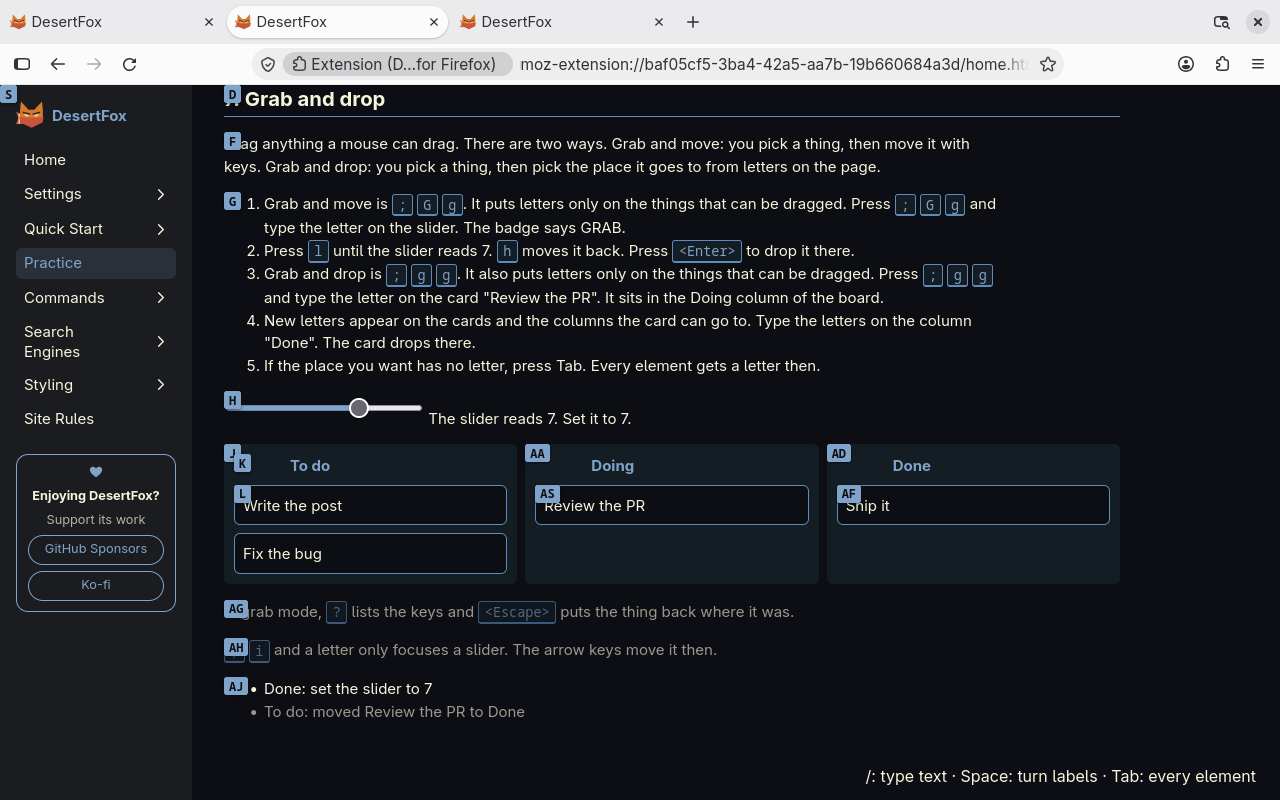 DesertFox
DesertFox
DesertFox
Extension (D...for Firefox)
moz-extension://baf05cf5-3ba4-42a5-aa7b-19b660684a3d/home.ht
S
DesertFox
Home
Settings
Quick Start
Practice
Commands
Search
Engines
Styling
Site Rules
Enjoying DesertFox?
Support its work
GitHub Sponsors
Ko-fi
D
Grab and drop
F
ag anything a mouse can drag. There are two ways. Grab and move: you pick a thing, then move it with
keys. Grab and drop: you pick a thing, then pick the place it goes to from letters on the page.
G
1. Grab and move is ; G g. It puts letters only on the things that can be dragged. Press ; G g and
type the letter on the slider. The badge says GRAB.
2. Press l until the slider reads 7. h moves it back. Press <Enter> to drop it there.
3. Grab and drop is ; g g. It also puts letters only on the things that can be dragged. Press ; g g
and type the letter on the card "Review the PR". It sits in the Doing column of the board.
4. New letters appear on the cards and the columns the card can go to. Type the letters on the column
"Done". The card drops there.
5. If the place you want has no letter, press Tab. Every element gets a letter then.
H
The slider reads 7. Set it to 7.
J
K
To do
L
Write the post
Fix the bug
AA
Doing
AS
Review the PR
AD
Done
AF
Ship it
AG
grab mode, ? lists the keys and <Escape> puts the thing back where it was.
AH
i and a letter only focuses a slider. The arrow keys move it then.
AJ
• Done: set the slider to 7
• To do: moved Review the PR to Done
/: type text · Space: turn labels · Tab: every element